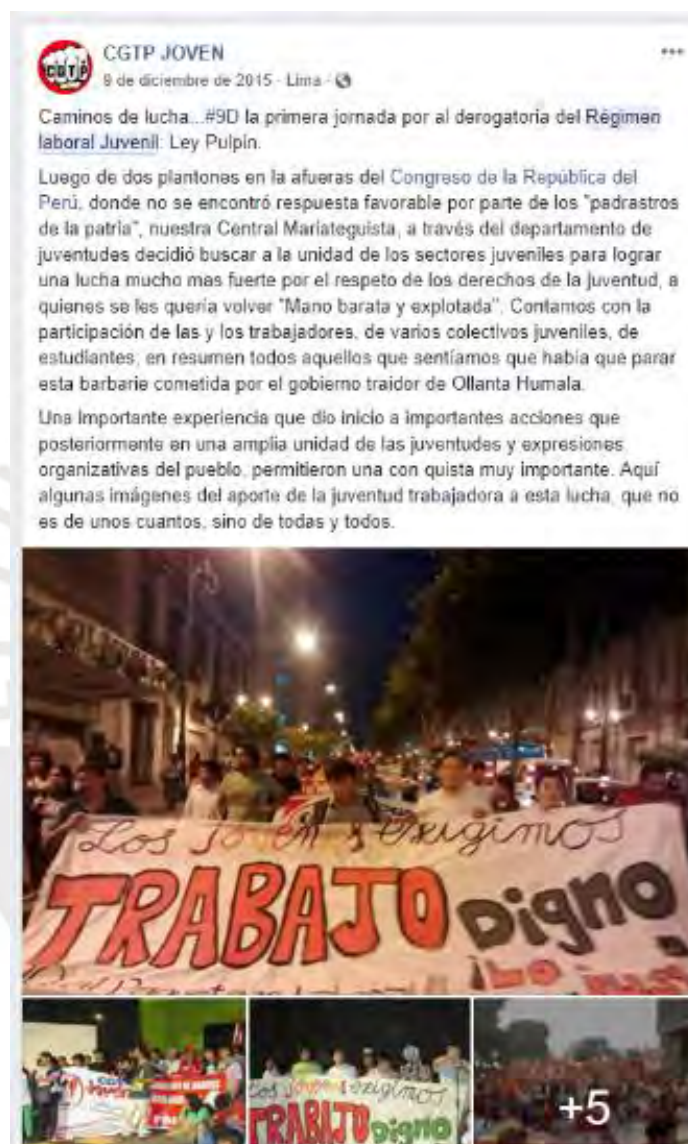 CGTP JOVEN
9 de diciembre de 2015 · Lima ·
Caminos de lucha...#9D la primera jornada por al derogatoria del Régimen
laboral Juvenil: Ley Pulpin.
Luego de dos plantones en la afueras del Congreso de la República del
Perú, donde no se encontró respuesta favorable por parte de los "padrastros
de la patria", nuestra Central Mariateguista, a través del departamento de
juventudes decidió buscar a la unidad de los sectores juveniles para lograr
una lucha mucho mas fuerte por el respeto de los derechos de la juventud, a
quienes se les quería volver "Mano barata y explotada". Contamos con la
participación de las y los trabajadores, de varios colectivos juveniles, de
estudiantes, en resumen todos aquellos que sentíamos que había que parar
esta barbarie cometida por el gobierno traidor de Ollanta Humala.
Una Importante experiencia que dio inicio a importantes acciones que
posteriormente en una amplia unidad de las juventudes y expresiones
organizativas del pueblo, permitieron una con quista muy importante. Aquí
algunas imágenes del aporte de la juventud trabajadora a esta lucha, que no
es de unos cuantos, sino de todas y todos.
Los Jovenes exigimos
TRABAJO Digno
¡Lo
Los Jovenes exigimos
TRABAJO Digno
+5